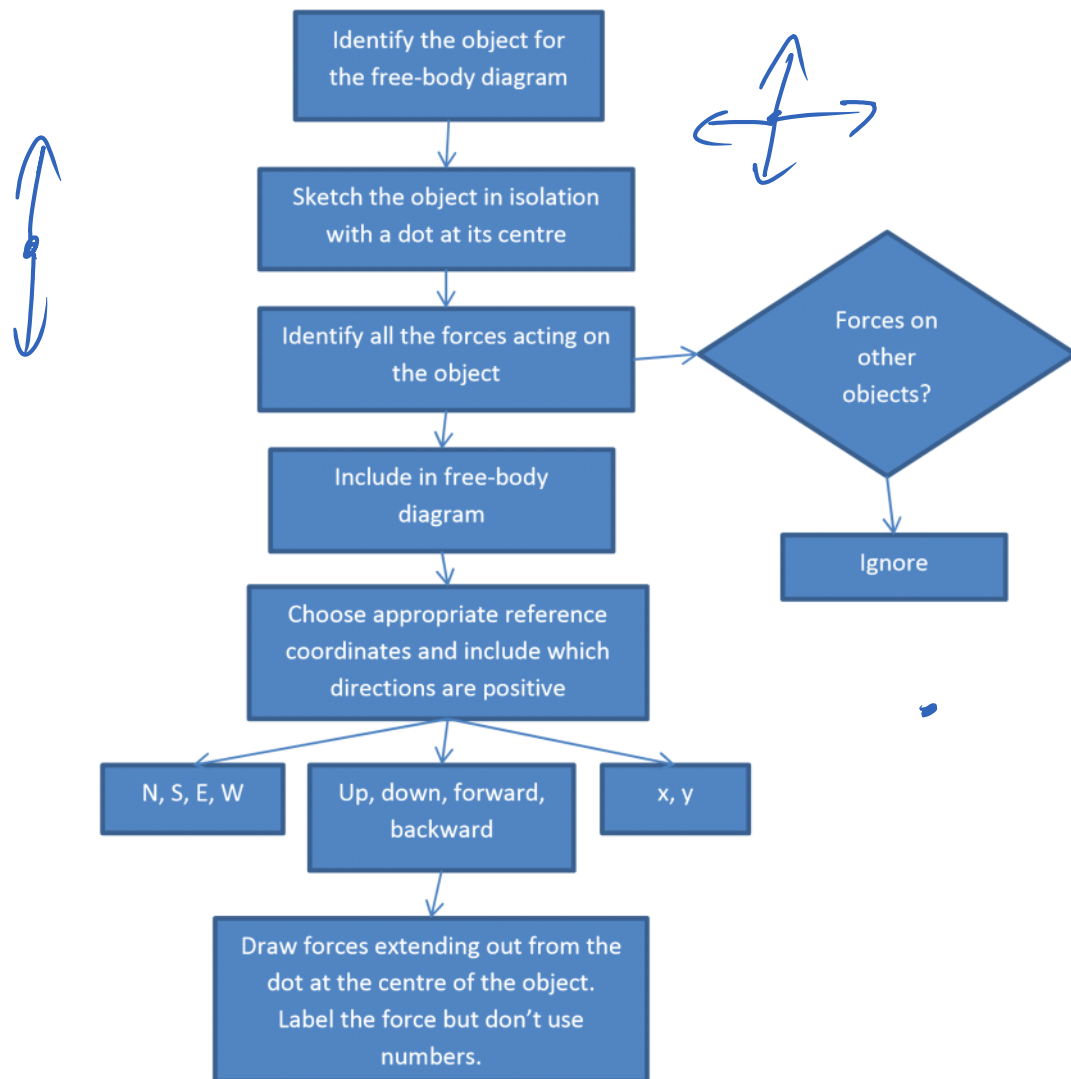 Identify the object for
the free-body diagram
Sketch the object in isolation
with a dot at its centre
Identify all the forces acting on
the object
Forces on
other
objects?
Include in free-body
diagram
Ignore
Choose appropriate reference
coordinates and include which
directions are positive
N, S, E, W
Up, down, forward,
backward
x, y
Draw forces extending out from the
dot at the centre of the object.
Label the force but don’t use
numbers.